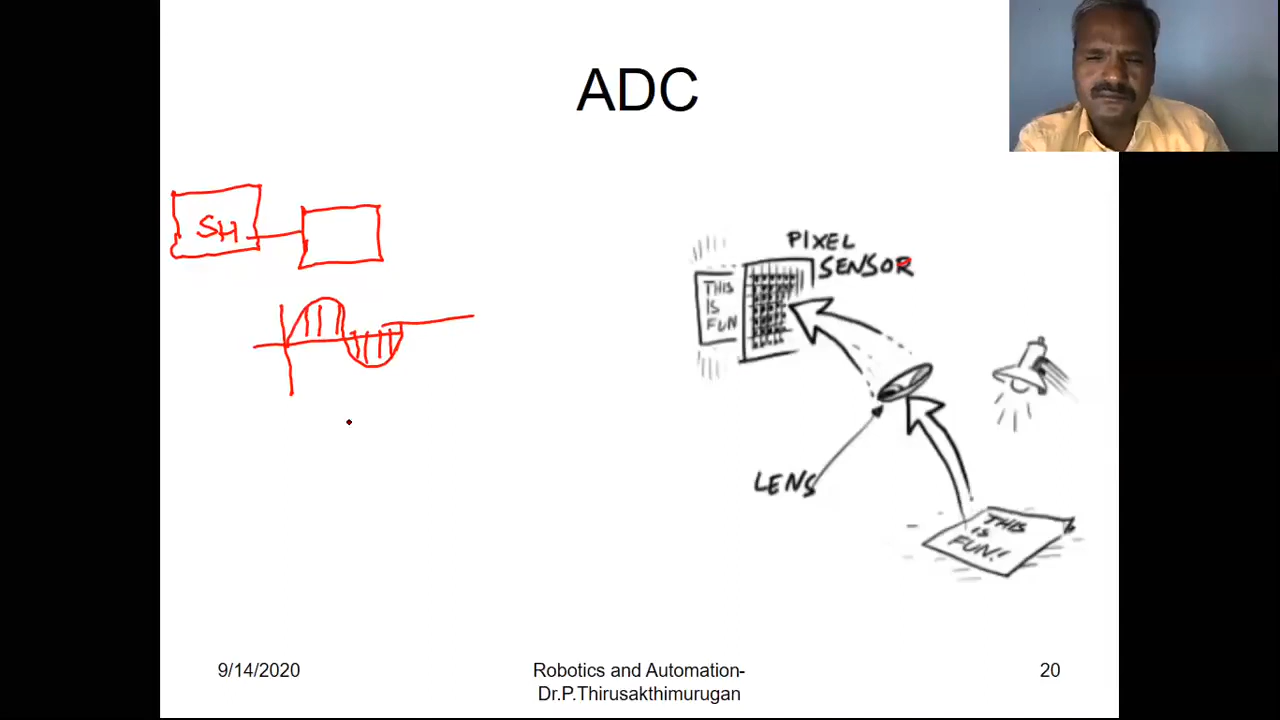 ADC
SH
PIXEL
SENSOR
THIS
IS
FUN
LENS
THIS
IS
FUN!
9/14/2020
Robotics and Automation-
Dr.P.Thirusakthimurugan
20